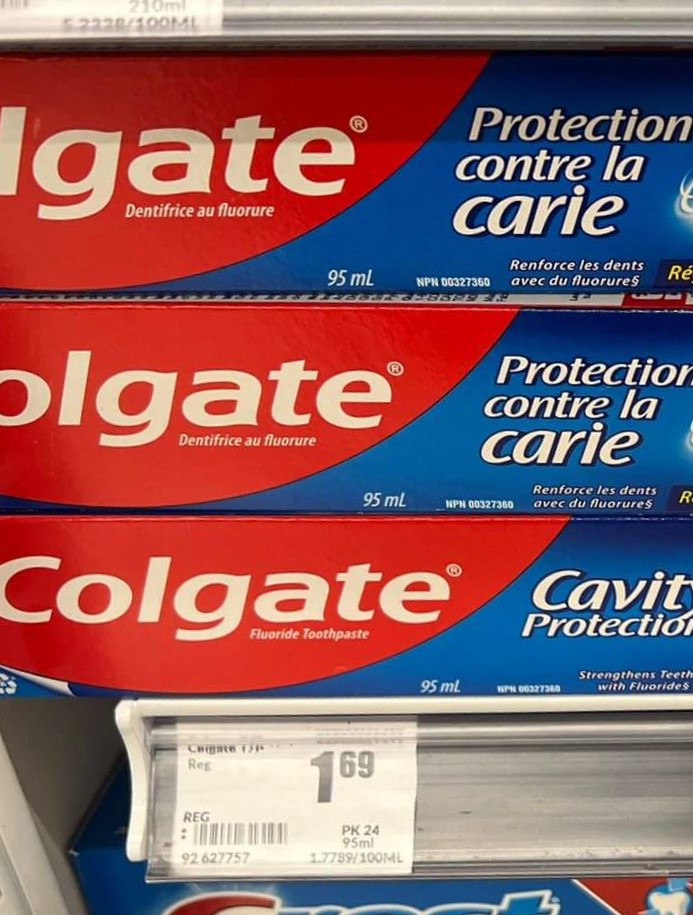 210ml
5.2238/100ML
lgate®
Dentifrice au fluorure
95 mL
NPN 00327360
Protection
contre la
carie
Renforce les dents
avec du fluorure§
Ré
olgate®
Dentifrice au fluorure
95 mL
NPN 00327360
Protection
contre la
carie
Renforce les dents
avec du fluorure§
R
Colgate®
Fluoride Toothpaste
95 mL
NPN 00327360
Cavity
Protection
Strengthens Teeth
with Fluoride§
Colgate T/P
Reg
1 69
REG
PK 24
95ml
92 627757
1.7789/100ML
Crest